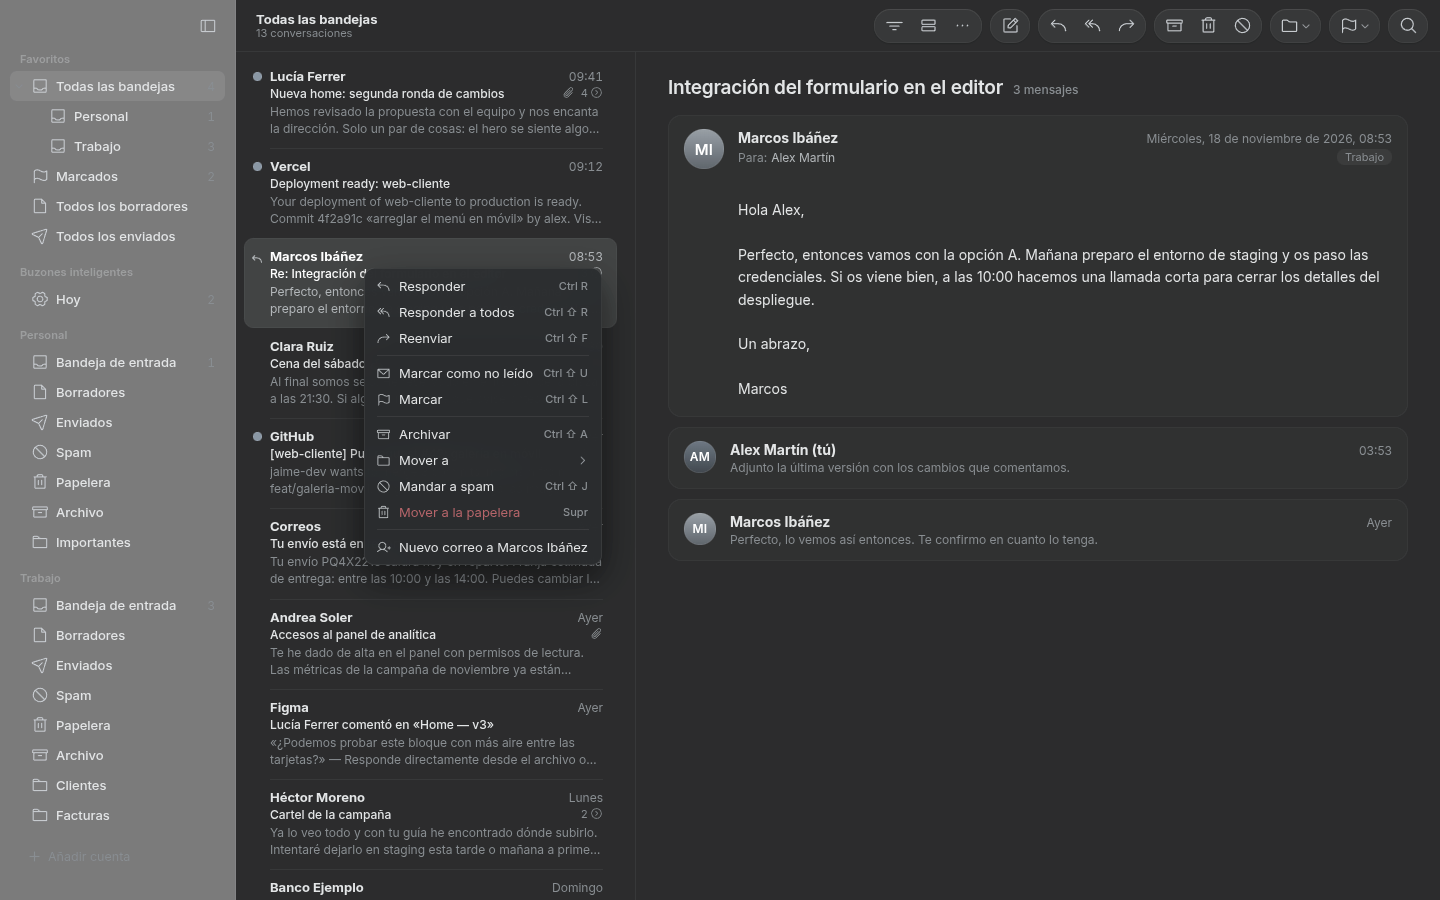 Favoritos
Todas las bandejas 4
Personal 1
Trabajo 3
Marcados 2
Todos los borradores
Todos los enviados
Buzones inteligentes
Hoy 2
Personal
Bandeja de entrada 1
Borradores
Enviados
Spam
Papelera
Archivo
Importantes
Trabajo
Bandeja de entrada 3
Borradores
Enviados
Spam
Papelera
Archivo
Clientes
Facturas
+ Añadir cuenta
Todas las bandejas
13 conversaciones
Lucía Ferrer 09:41
Nueva home: segunda ronda de cambios 4
Hemos revisado la propuesta con el equipo y nos encanta
la dirección. Solo un par de cosas: el hero se siente algo...
Vercel 09:12
Deployment ready: web-cliente
Your deployment of web-cliente to production is ready.
Commit 4f2a91c «arreglar el menú en móvil» by alex. Vis...
Marcos Ibáñez 08:53
Re: Integración d
Perfecto, entonc
preparo el entorn
Clara Ruiz
Cena del sábado
Al final somos se
a las 21:30. Si alg
GitHub
[web-cliente] Pu
jaime-dev wants
feat/galeria-mov
Correos
Tu envío está en
Tu envío
de entrega: entre las 10:00 y las 14:00. Puedes cambiar l...
Andrea Soler Ayer
Accesos al panel de analítica
Te he dado de alta en el panel con permisos de lectura.
Las métricas de la campaña de noviembre ya están...
Figma Ayer
Lucía Ferrer comentó en «Home — v3»
«¿Podemos probar este bloque con más aire entre las
tarjetas?» — Responde directamente desde el archivo o...
Héctor Moreno Lunes
Cartel de la campaña 2
Ya lo veo todo y con tu guía he encontrado dónde subirlo.
Intentaré dejarlo en staging esta tarde o mañana a prime...
Banco Ejemplo Domingo
Responder Ctrl R
Responder a todos Ctrl ⇧ R
Reenviar Ctrl ⇧ F
Marcar como no leído Ctrl ⇧ U
Marcar Ctrl ⇧ L
Archivar Ctrl ⇧ A
Mover a
Mandar a spam Ctrl ⇧ J
Mover a la papelera Supr
Nuevo correo a Marcos Ibáñez
Integración del formulario en el editor 3 mensajes
MI
Marcos Ibáñez Miércoles, 18 de noviembre de 2026, 08:53
Para: Alex Martín Trabajo
Hola Alex,
Perfecto, entonces vamos con la opción A. Mañana preparo el entorno de staging y os paso las
credenciales. Si os viene bien, a las 10:00 hacemos una llamada corta para cerrar los detalles del
despliegue.
Un abrazo,
Marcos
AM
Alex Martín (tú) 03:53
Adjunto la última versión con los cambios que comentamos.
MI
Marcos Ibáñez Ayer
Perfecto, lo vemos así entonces. Te confirmo en cuanto lo tenga.